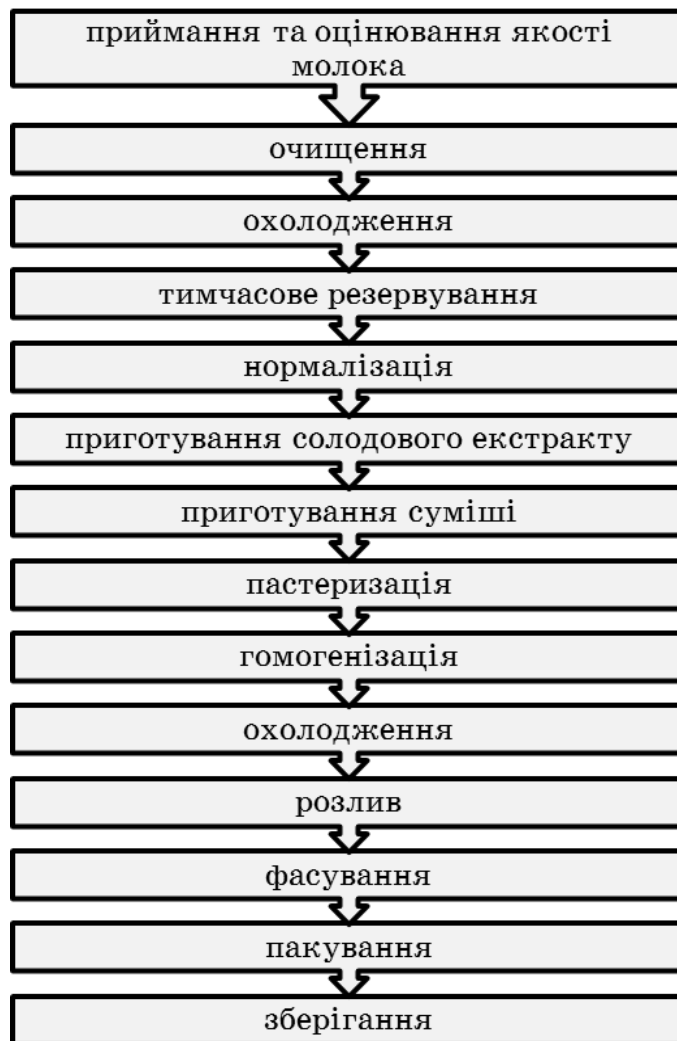 приймання та оцінювання якості
молока
очищення
охолодження
тимчасове резервування
нормалізація
приготування солодового екстракту
приготування суміші
пастеризація
гомогенізація
охолодження
розлив
фасування
пакування
зберігання